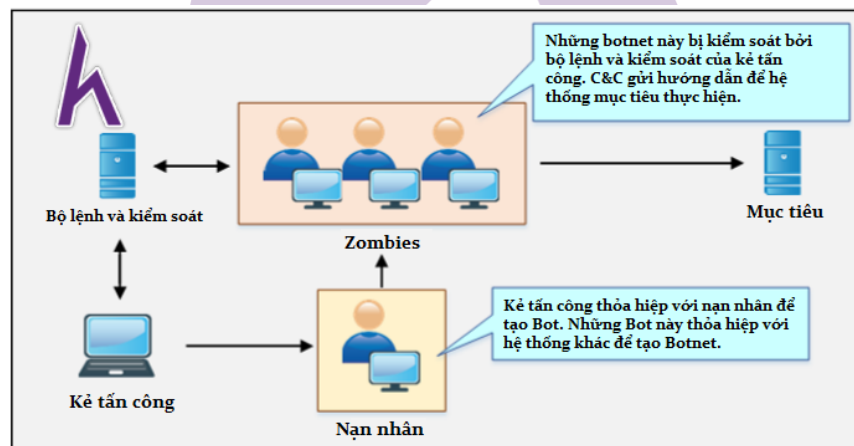 Những botnet này bị kiểm soát bởi
bộ lệnh và kiểm soát của kẻ tấn
công. C&C gửi hướng dẫn để hệ
thống mục tiêu thực hiện.
Bộ lệnh và kiểm soát
Zombies
Mục tiêu
Kẻ tấn công thỏa hiệp với nạn nhân để
tạo Bot. Những Bot này thỏa hiệp với
hệ thống khác để tạo Botnet.
Kẻ tấn công
Nạn nhân